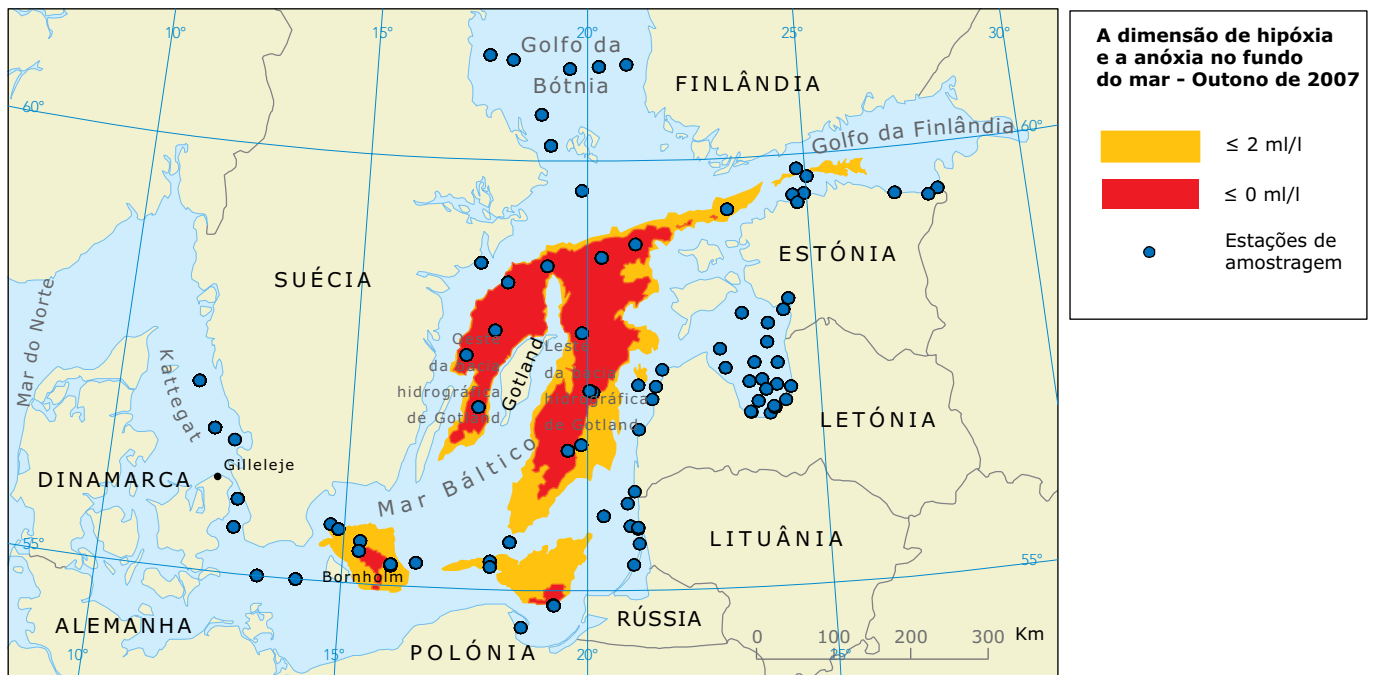 10°
15°
20°
25°
30°
Golfo da
Bótnia
FINLÂNDIA
60°
Golfo da Finlândia
60°
SUÉCIA
ESTÓNIA
Mar do Norte
Kattegat
Oeste
da bacia
hidrográfica
de Gotland
Gotland
Leste
da bacia
hidrográfica
de Gotland
LETÓNIA
Gilleleje
DINAMARCA
Mar Báltico
LITUÂNIA
55°
55°
Bornholm
ALEMANHA
POLÓNIA
RÚSSIA
0 100 200 300 Km
10°
15°
20°
25°
A dimensão de hipóxia
e a anóxia no fundo
do mar - Outono de 2007
≤ 2 ml/l
≤ 0 ml/l
Estações de
amostragem